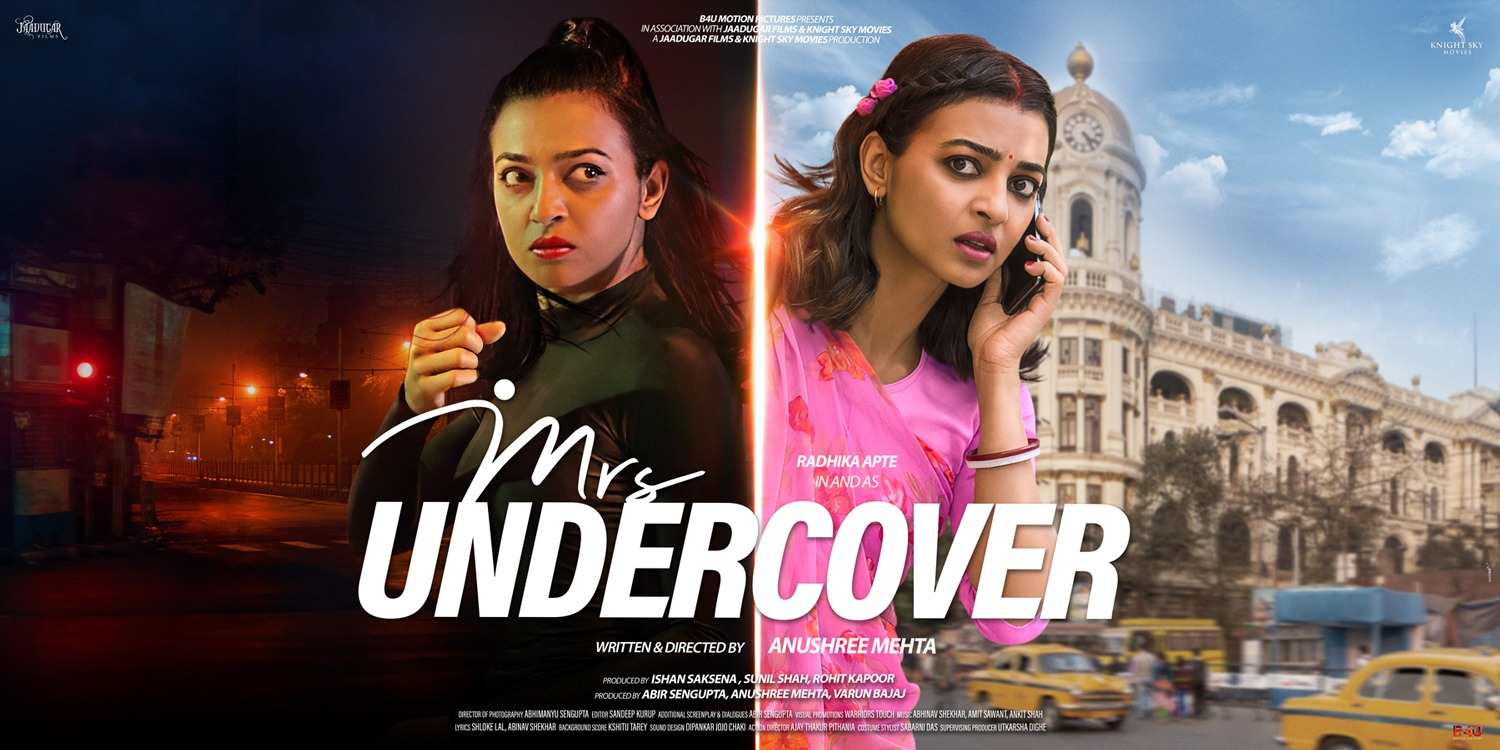 JAADUGAR
FILMS
B4U MOTION PICTURES PRESENTS
IN ASSOCIATION WITH JAADUGAR FILMS & KNIGHT SKY MOVIES
A JAADUGAR FILMS & KNIGHT SKY MOVIES PRODUCTION
KNIGHT SKY
MOVIES
RADHIKA APTE
IN AND AS
Mrs
UNDERCOVER
WRITTEN & DIRECTED BY ANUSHREE MEHTA
PRODUCED BY ISHAN SAKSENA, SUNIL SHAH, ROHIT KAPOOR
PRODUCED BY ABIR SENGUPTA, ANUSHREE MEHTA, VARUN BAJAJ
DIRECTOR OF PHOTOGRAPHY ABHIMANYU SENGUPTA EDITOR SANDEEP KURUP ADDITIONAL SCREENPLAY & DIALOGUES ABIR SENGUPTA VISUAL PROMOTIONS WARRIORS TOUCH MUSIC ABHINAV SHEKHAR, AMIT SAWANT, ANKIT SHAH
LYRICS SHLOKE LAL, ABINAV SHEKHAR BACKGROUND SCORE KSHITIJ TAREY SOUND DESIGN DIPANKAR JOJO CHAKI ACTION DIRECTOR AJAY THAKUR PITHANIA COSTUME STYLIST SABARNI DAS SUPERVISING PRODUCER UTKARSHA DIGHE
B4U